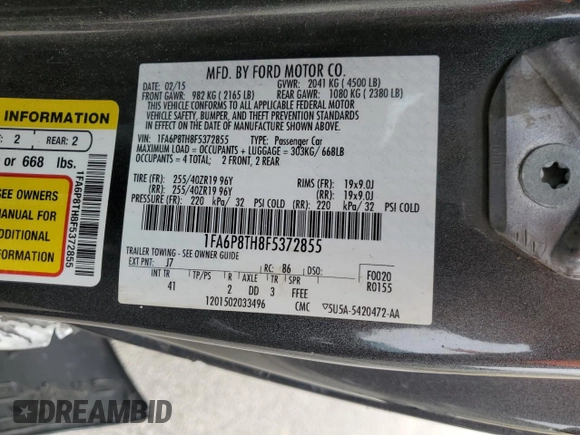 MFD. BY FORD MOTOR CO.
DATE: 02/15 GVWR: 2041 KG ( 4500 LB)
FRONT GAWR: 982 KG ( 2165 LB) REAR GAWR: 1080 KG ( 2380 LB)
THIS VEHICLE CONFORMS TO ALL APPLICABLE FEDERAL MOTOR
VEHICLE SAFETY, BUMPER, AND THEFT PREVENTION STANDARDS
IN EFFECT ON THE DATE OF MANUFACTURE SHOWN ABOVE.
VIN: 1FA6P8TH8F5372855 TYPE: Passenger Car
MAXIMUM LOAD = OCCUPANTS + LUGGAGE = 303KG/ 668LB
OCCUPANTS = 4 TOTAL; 2 FRONT, 2 REAR
TIRE (FR): 255/40ZR19 96Y RIMS (FR): 19x9.0J
(RR): 255/40ZR19 96Y (RR): 19x9.0J
PRESSURE (FR): 220 kPa/ 32 PSI COLD (RR): 220 kPa/ 32 PSI COLD
1FA6P8TH8F5372855
TRAILER TOWING - SEE OWNER GUIDE
EXT PNT: J7 RC: 86 DSO: F0020
INT TR TP/PS R AXLE TR SPR R0155
41 2 DD 3 FFEE
1201502033496 CMC 5U5A-5420472-AA
INFORMATION
2 REAR: 2
or 668 lbs.
SEE OWNERS
MANUAL FOR
ADDITIONAL
INFORMATION
1FA6P8TH8F5372855
DREAMBID